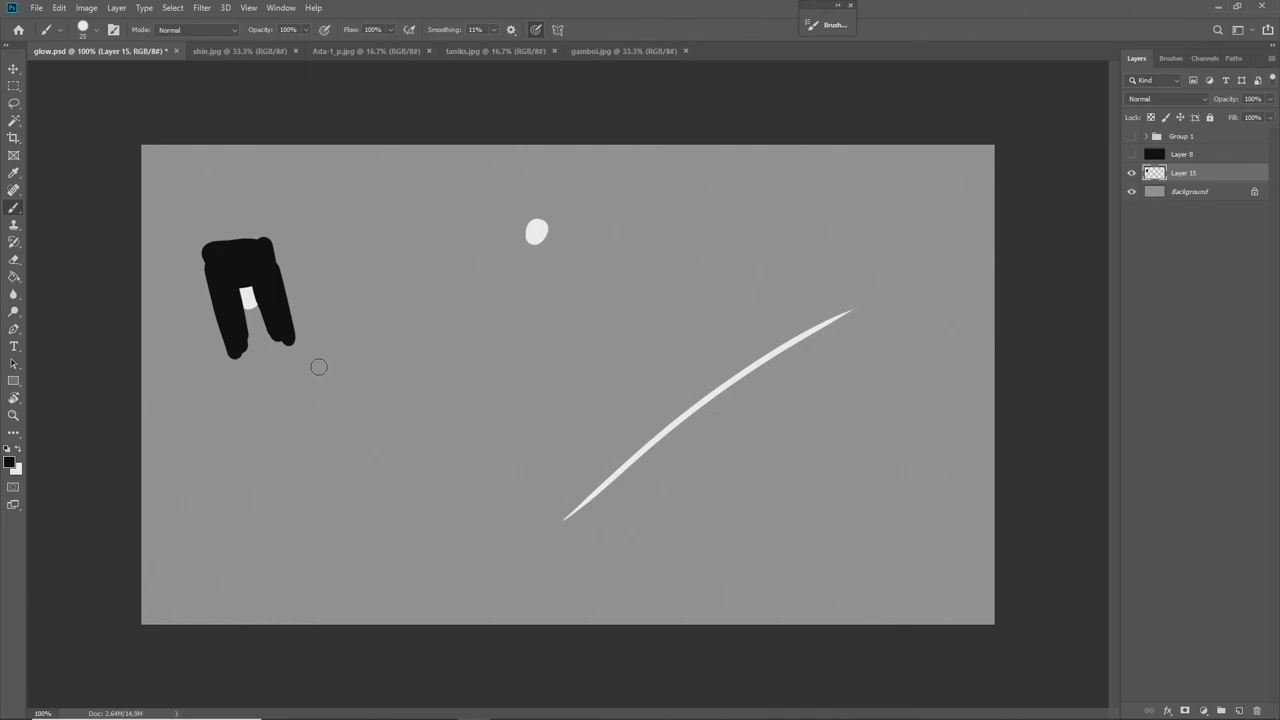 Ps File Edit Image Layer Type Select Filter 3D View Window Help
Brush...
25 Mode: Normal Opacity: 100% Flow: 100% Smoothing: 11%
glow.psd @ 100% (Layer 15, RGB/8#) * × shin.jpg @ 33.3% (RGB/8#) × Ada-1_p.jpg @ 16.7% (RGB/8#) × taniks.jpg @ 16.7% (RGB/8#) × gamboi.jpg @ 33.3% (RGB/8#) ×
Layers Brushes Channels Paths
Kind
Normal Opacity: 100%
Lock: Fill: 100%
Group 1
Layer 8
Layer 15
Background
100% Doc: 2.64M/14.9M